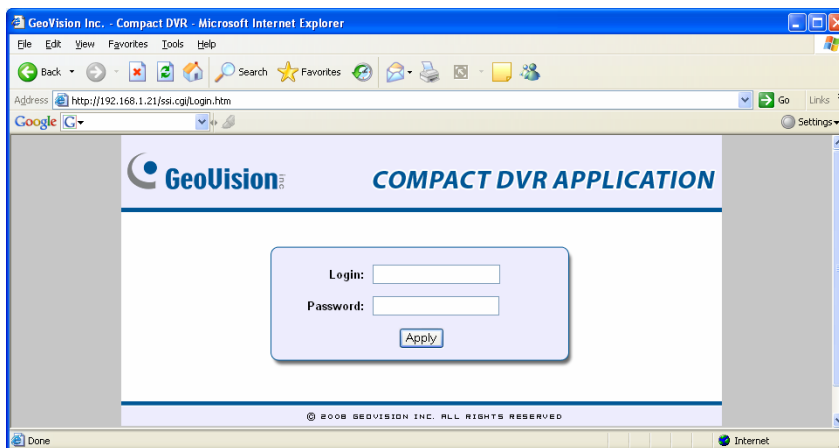 GeoVision Inc. - Compact DVR - Microsoft Internet Explorer
File Edit View Favorites Tools Help
Back Search Favorites
Address http://192.168.1.21/ssi.cgi/Login.htm Go Links
Google G Settings
GeoVision inc COMPACT DVR APPLICATION
Login:
Password:
Apply
© 2008 GEOVISION INC. ALL RIGHTS RESERVED
Done Internet